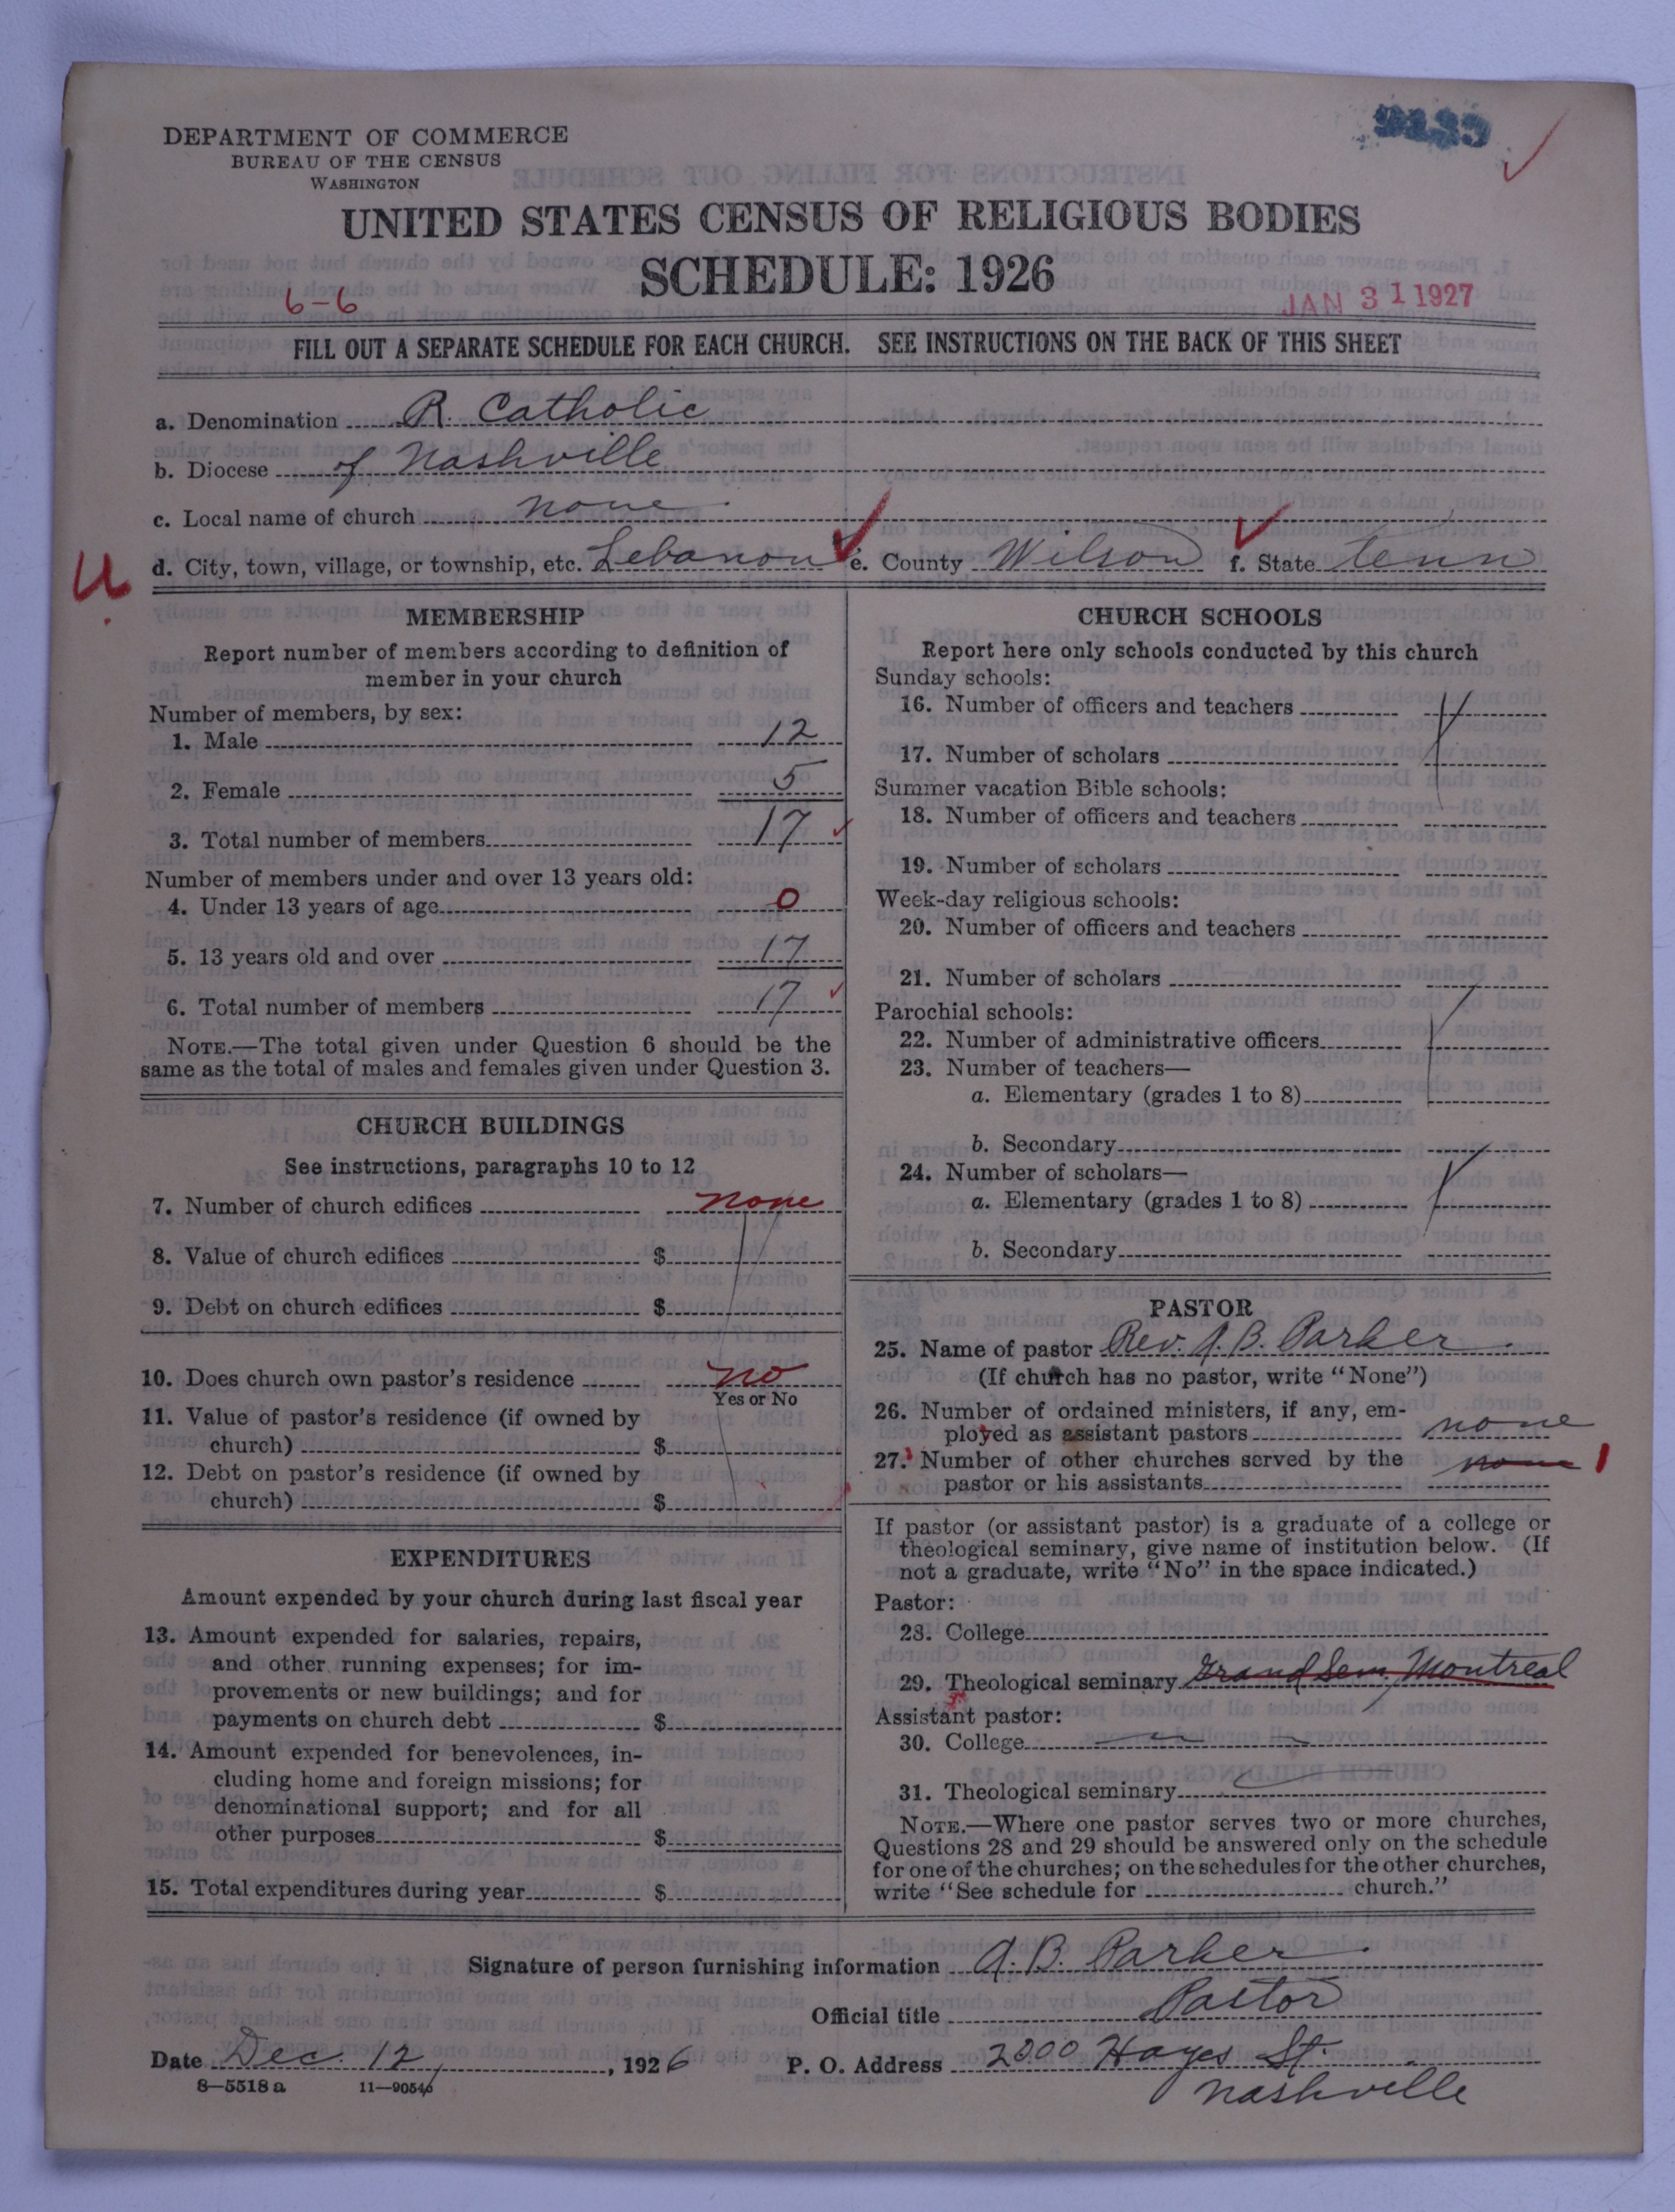 DEPARTMENT OF COMMERCE
BUREAU OF THE CENSUS
WASHINGTON
UNITED STATES CENSUS OF RELIGIOUS BODIES
SCHEDULE: 1926
6-6
JAN 31 1927
FILL OUT A SEPARATE SCHEDULE FOR EACH CHURCH. SEE INSTRUCTIONS ON THE BACK OF THIS SHEET
a. Denomination R. Catholic
b. Diocese of Nashville
c. Local name of church none
d. City, town, village, or township, etc. Lebanon e. County Wilson f. State Tenn
U.
MEMBERSHIP
Report number of members according to definition of
member in your church
Number of members, by sex:
1. Male 12
2. Female 5
3. Total number of members 17
Number of members under and over 13 years old:
4. Under 13 years of age 0
5. 13 years old and over 17
6. Total number of members 17
NOTE.—The total given under Question 6 should be the
same as the total of males and females given under Question 3.
CHURCH BUILDINGS
See instructions, paragraphs 10 to 12
7. Number of church edifices none
8. Value of church edifices $
9. Debt on church edifices $
10. Does church own pastor's residence no
Yes or No
11. Value of pastor's residence (if owned by
church) $
12. Debt on pastor's residence (if owned by
church) $
EXPENDITURES
Amount expended by your church during last fiscal year
13. Amount expended for salaries, repairs,
and other running expenses; for im-
provements or new buildings; and for
payments on church debt $
14. Amount expended for benevolences, in-
cluding home and foreign missions; for
denominational support; and for all
other purposes $
15. Total expenditures during year $
CHURCH SCHOOLS
Report here only schools conducted by this church
Sunday schools:
16. Number of officers and teachers
17. Number of scholars
Summer vacation Bible schools:
18. Number of officers and teachers
19. Number of scholars
Week-day religious schools:
20. Number of officers and teachers
21. Number of scholars
Parochial schools:
22. Number of administrative officers
23. Number of teachers—
a. Elementary (grades 1 to 8)
b. Secondary
24. Number of scholars—
a. Elementary (grades 1 to 8)
b. Secondary
PASTOR
25. Name of pastor Rev. A. B. Parker
(If church has no pastor, write "None")
26. Number of ordained ministers, if any, em-
ployed as assistant pastors none
27. Number of other churches served by the none 1
pastor or his assistants
If pastor (or assistant pastor) is a graduate of a college or
theological seminary, give name of institution below. (If
not a graduate, write "No" in the space indicated.)
Pastor:
28. College
29. Theological seminary Grand Sem. Montreal
Assistant pastor:
30. College
31. Theological seminary
NOTE.—Where one pastor serves two or more churches,
Questions 28 and 29 should be answered only on the schedule
for one of the churches; on the schedules for the other churches,
write "See schedule for church."
Signature of person furnishing information A. B. Parker
Official title Pastor
Date Dec. 12, 1926 P. O. Address 2000 Hayes St.
Nashville
8—5518 a 11—9054